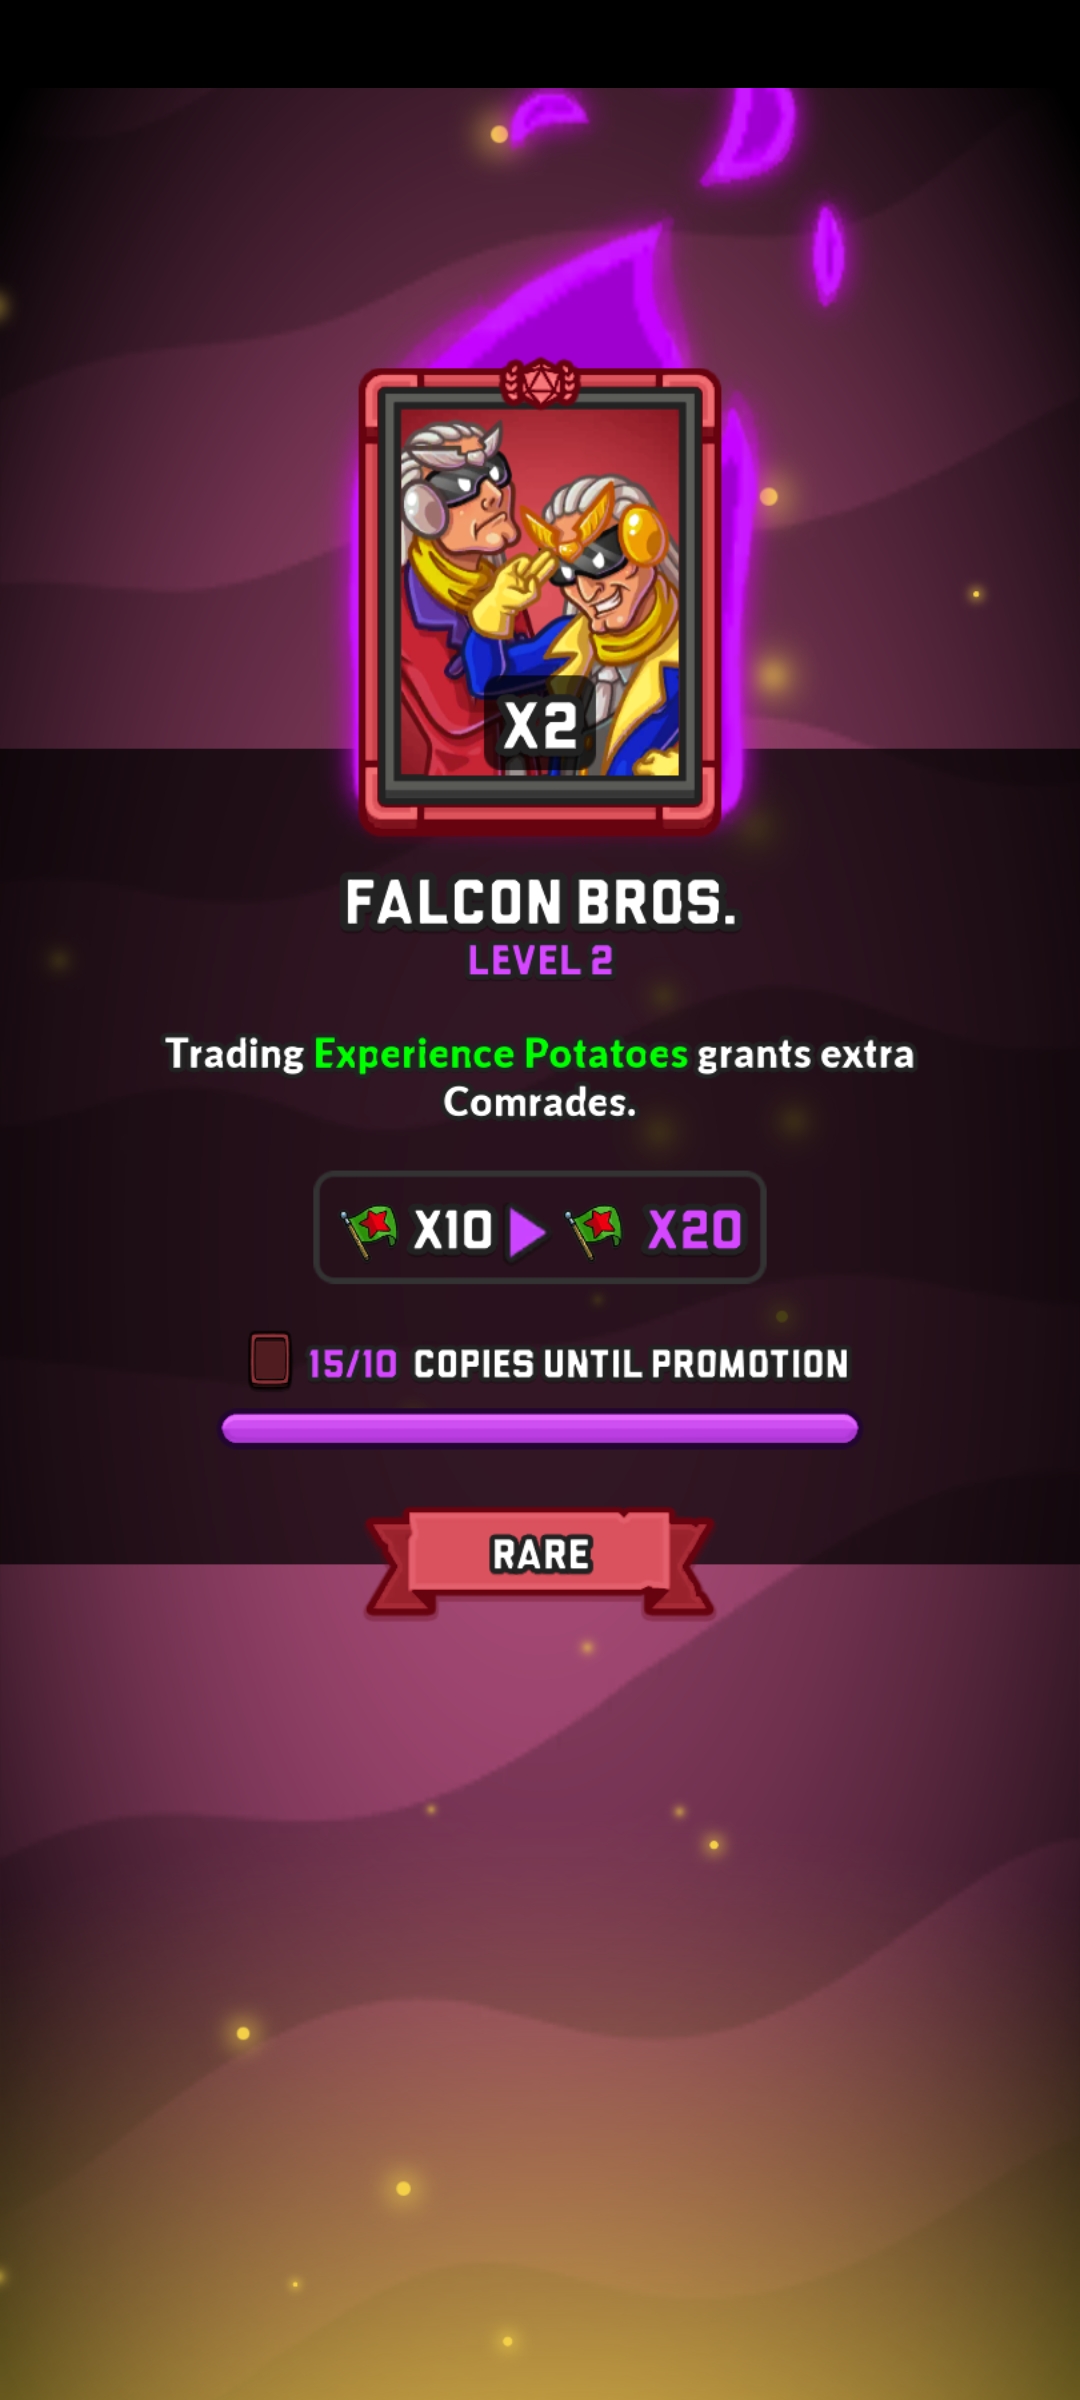 X2
FALCON BROS.
LEVEL 2
Trading Experience Potatoes grants extra
Comrades.
X10 X20
15/10 COPIES UNTIL PROMOTION
RARE